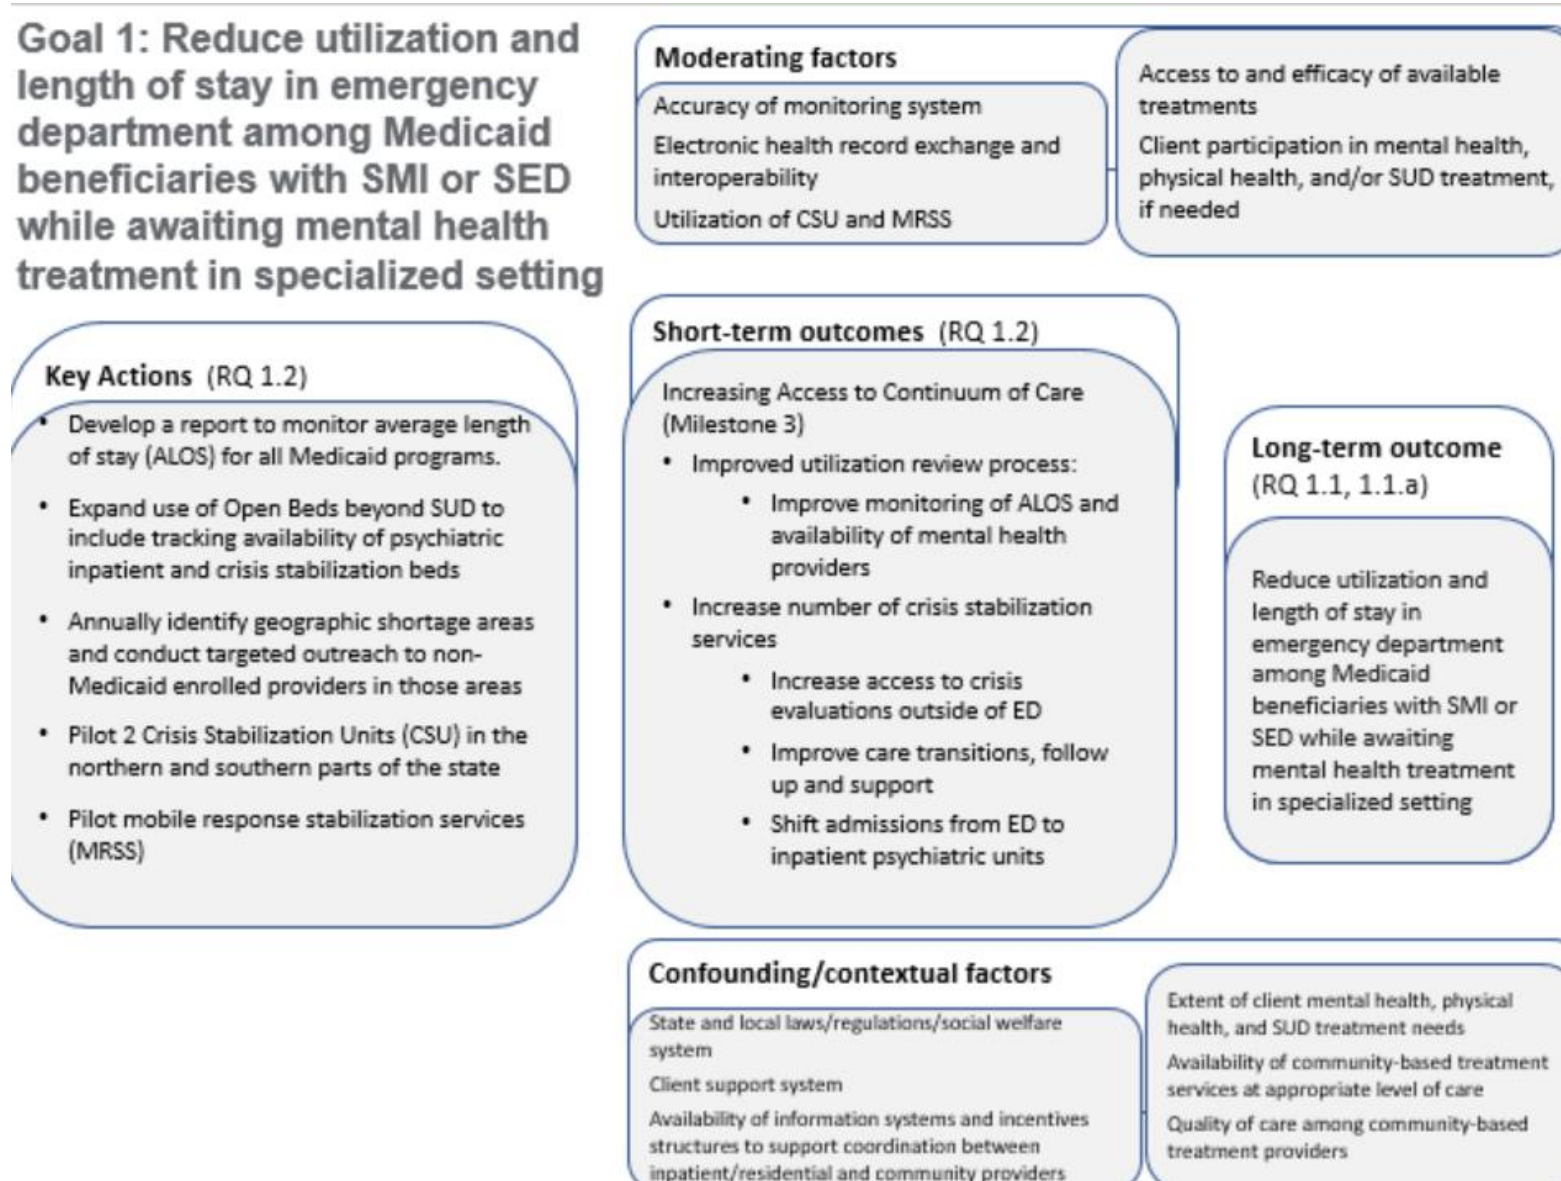 Goal 1: Reduce utilization and
length of stay in emergency
department among Medicaid
beneficiaries with SMI or SED
while awaiting mental health
treatment in specialized setting
Moderating factors
Accuracy of monitoring system
Electronic health record exchange and
interoperability
Utilization of CSU and MRSS
Access to and efficacy of available
treatments
Client participation in mental health,
physical health, and/or SUD treatment,
if needed
Key Actions (RQ 1.2)
• Develop a report to monitor average length
of stay (ALOS) for all Medicaid programs.
• Expand use of Open Beds beyond SUD to
include tracking availability of psychiatric
inpatient and crisis stabilization beds
• Annually identify geographic shortage areas
and conduct targeted outreach to non-
Medicaid enrolled providers in those areas
• Pilot 2 Crisis Stabilization Units (CSU) in the
northern and southern parts of the state
• Pilot mobile response stabilization services
(MRSS)
Short-term outcomes (RQ 1.2)
Increasing Access to Continuum of Care
(Milestone 3)
• Improved utilization review process:
• Improve monitoring of ALOS and
availability of mental health
providers
• Increase number of crisis stabilization
services
• Increase access to crisis
evaluations outside of ED
• Improve care transitions, follow
up and support
• Shift admissions from ED to
inpatient psychiatric units
Long-term outcome
(RQ 1.1, 1.1.a)
Reduce utilization and
length of stay in
emergency department
among Medicaid
beneficiaries with SMI or
SED while awaiting
mental health treatment
in specialized setting
Confounding/contextual factors
State and local laws/regulations/social welfare
system
Client support system
Availability of information systems and incentives
structures to support coordination between
inpatient/residential and community providers
Extent of client mental health, physical
health, and SUD treatment needs
Availability of community-based treatment
services at appropriate level of care
Quality of care among community-based
treatment providers